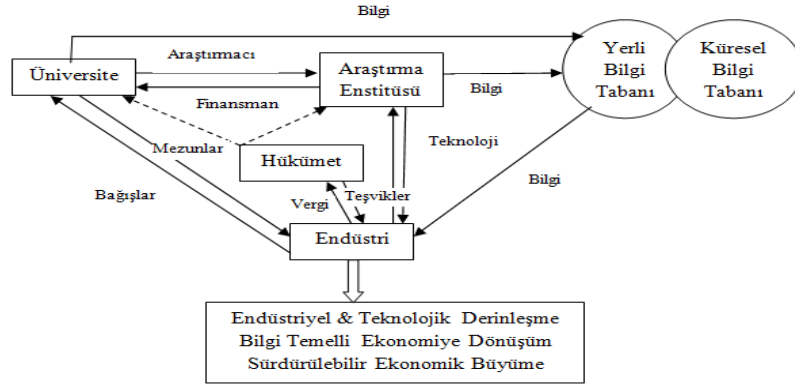 Bilgi
Üniversite
Araştırmacı
Finansman
Araştırma
Enstitüsü
Bilgi
Yerli
Bilgi
Tabanı
Küresel
Bilgi
Tabanı
Mezunlar
Hükümet
Teknoloji
Bağışlar
Vergi
Teşvikler
Bilgi
Endüstri
Endüstriyel & Teknolojik Derinleşme
Bilgi Temelli Ekonomiye Dönüşüm
Sürdürülebilir Ekonomik Büyüme